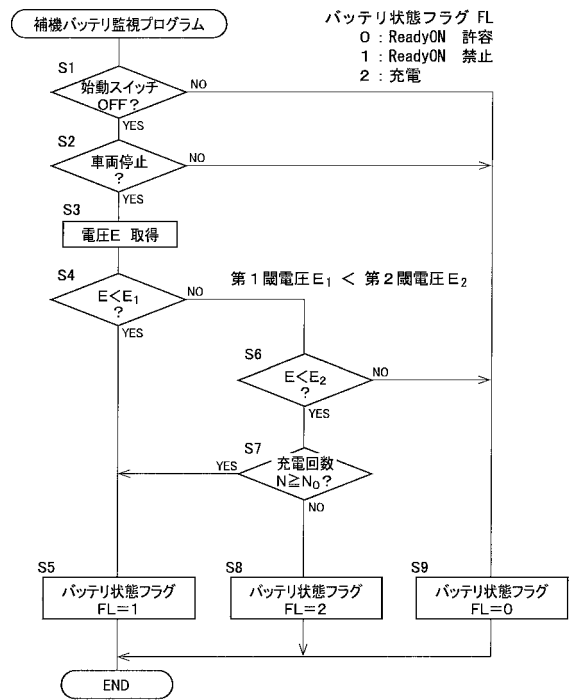 補機バッテリ監視プログラム
バッテリ状態フラグ FL
0：ReadyON 許容
1：ReadyON 禁止
2：充電
S1
始動スイッチ
OFF？
NO
YES
S2
車両停止
？
NO
YES
S3
電圧E 取得
S4
E<E₁
？
NO
YES
第1閾電圧E₁ < 第2閾電圧E₂
S6
E<E₂
？
NO
YES
S7
充電回数
N≧N₀？
YES
NO
S5
バッテリ状態フラグ
FL＝1
S8
バッテリ状態フラグ
FL＝2
S9
バッテリ状態フラグ
FL＝0
END